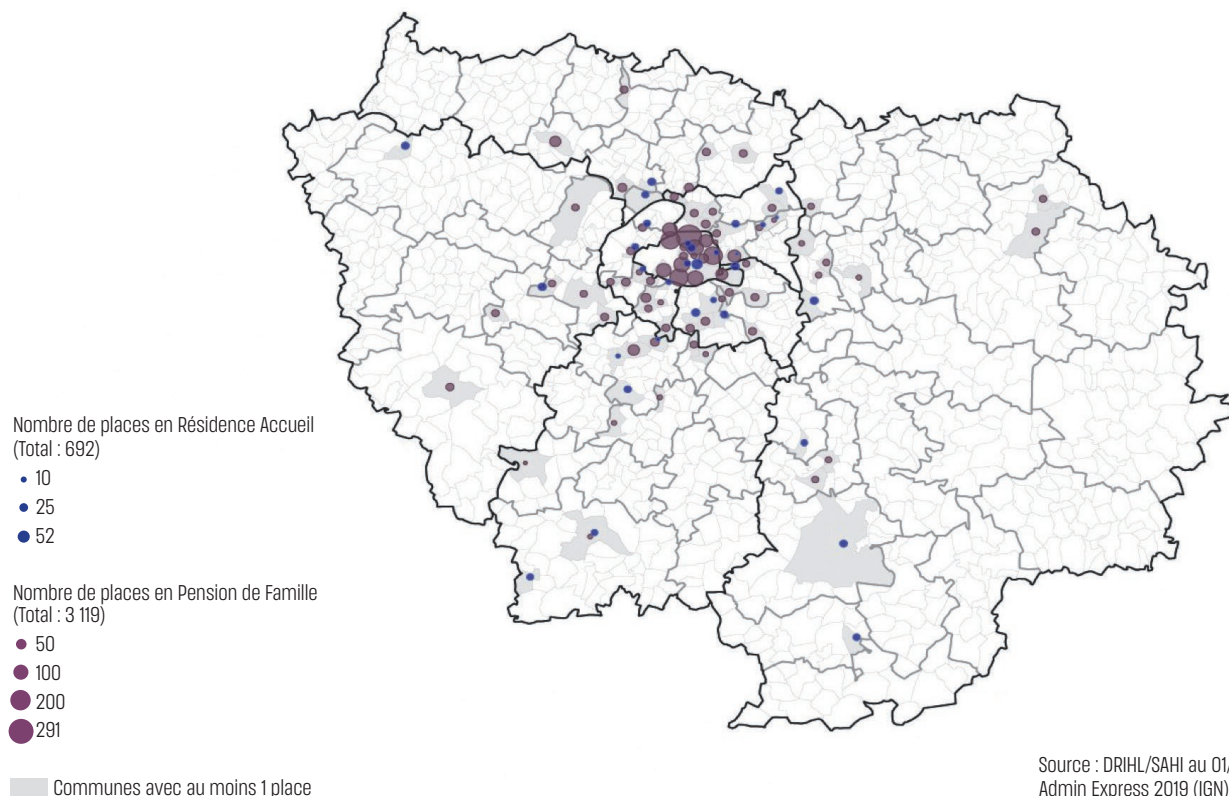 Nombre de places en Résidence Accueil
(Total : 692)
10
25
52
Nombre de places en Pension de Famille
(Total : 3 119)
50
100
200
291
Communes avec au moins 1 place
Source : DRIHL/SAHI au 01/
Admin Express 2019 (IGN)